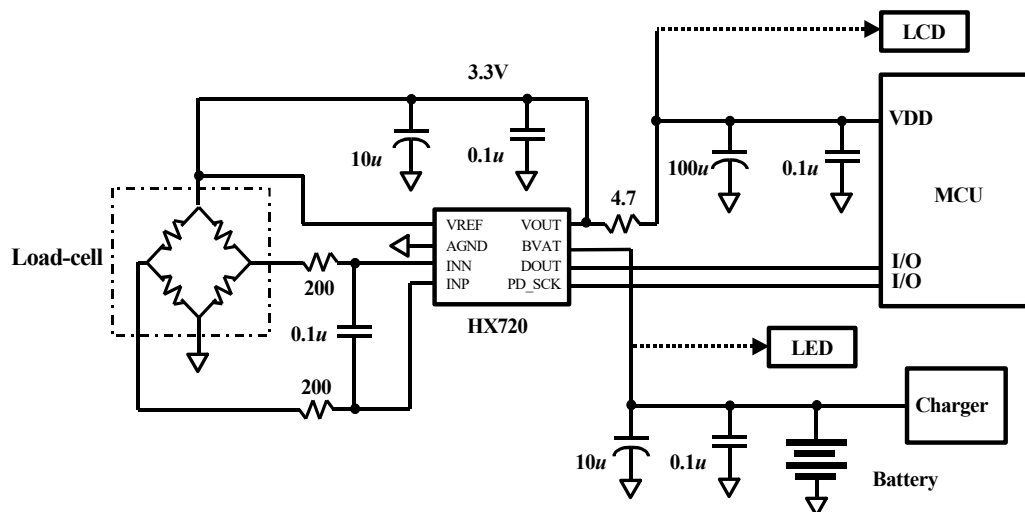 LCD
3.3V
VDD
10u
0.1u
100u
0.1u
MCU
4.7
VREF
VOUT
AGND
BVAT
Load-cell
INN
DOUT
I/O
INP
PD_SCK
I/O
200
HX720
0.1u
LED
200
Charger
10u
0.1u
Battery